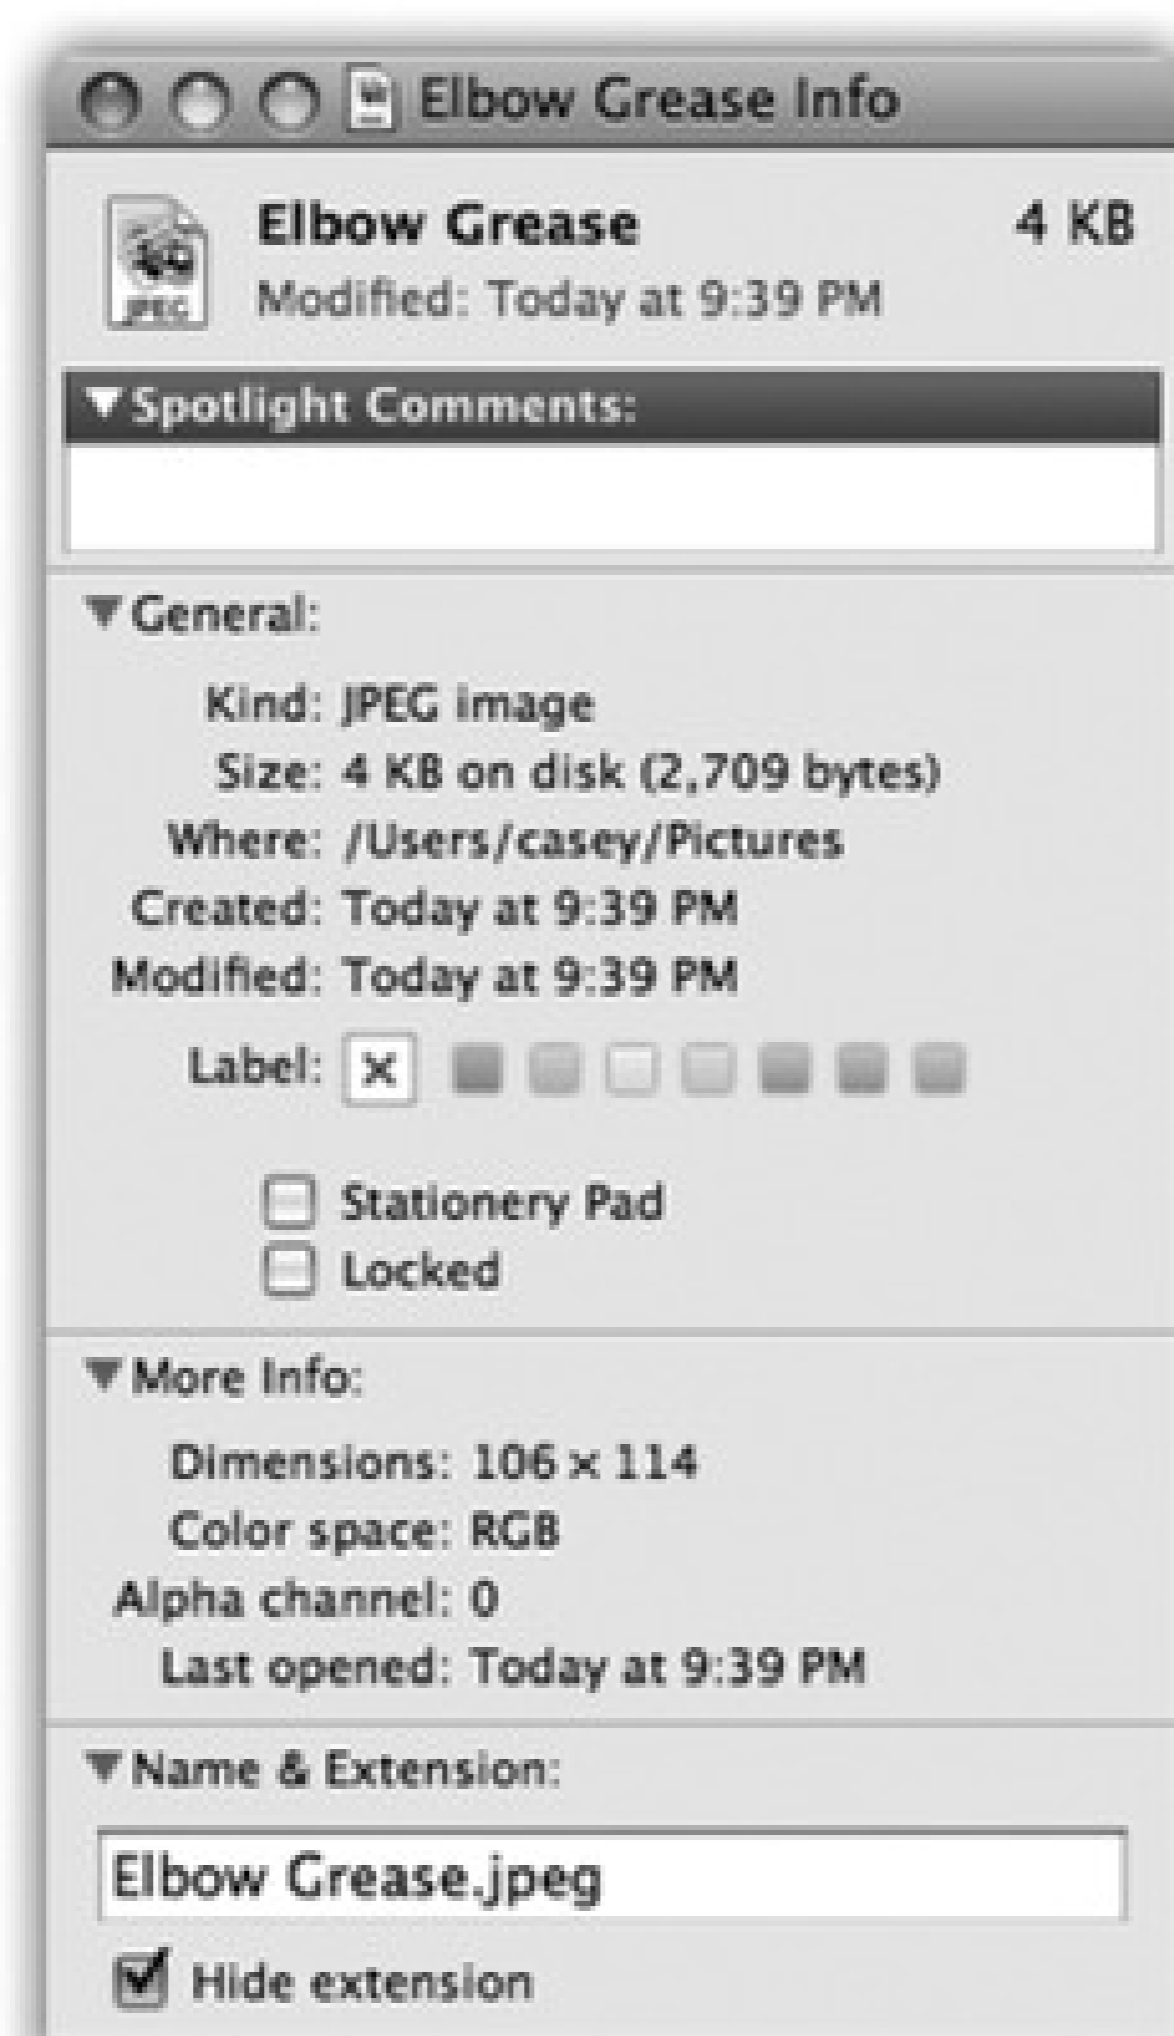 Elbow Grease Info
Elbow Grease 4 KB
JPEG
Modified: Today at 9:39 PM
Spotlight Comments:
General:
Kind: JPEG image
Size: 4 KB on disk (2,709 bytes)
Where: /Users/casey/Pictures
Created: Today at 9:39 PM
Modified: Today at 9:39 PM
Label: ×
Stationery Pad
Locked
More Info:
Dimensions: 106 × 114
Color space: RGB
Alpha channel: 0
Last opened: Today at 9:39 PM
Name & Extension:
Elbow Grease.jpeg
Hide extension